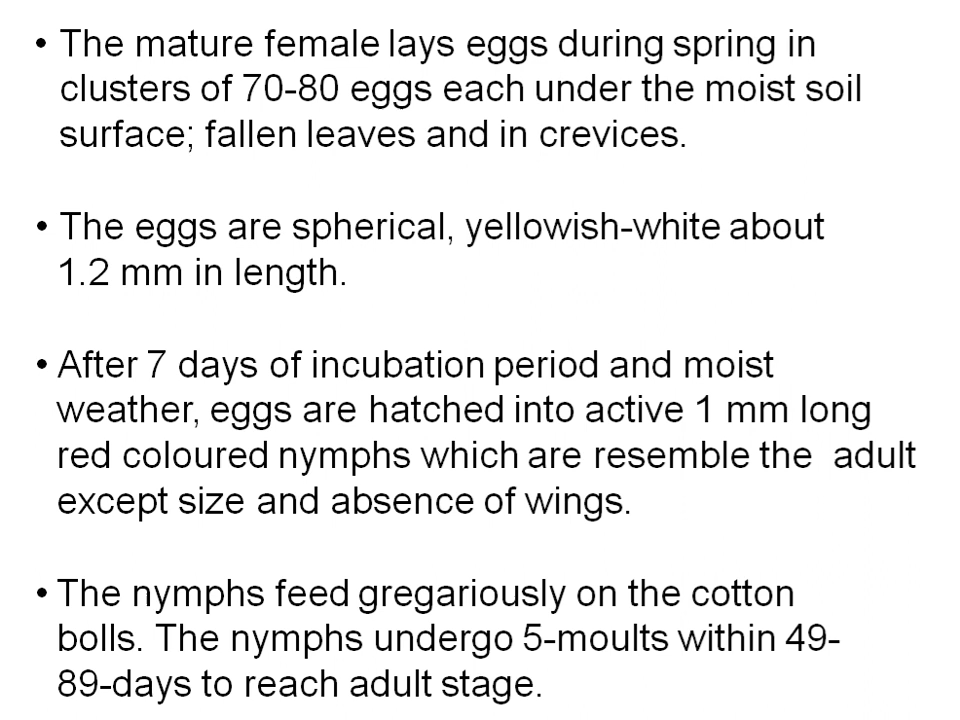 • The mature female lays eggs during spring in
clusters of 70-80 eggs each under the moist soil
surface; fallen leaves and in crevices.
• The eggs are spherical, yellowish-white about
1.2 mm in length.
• After 7 days of incubation period and moist
weather, eggs are hatched into active 1 mm long
red coloured nymphs which are resemble the  adult
except size and absence of wings.
• The nymphs feed gregariously on the cotton
bolls. The nymphs undergo 5-moults within 49-
89-days to reach adult stage.